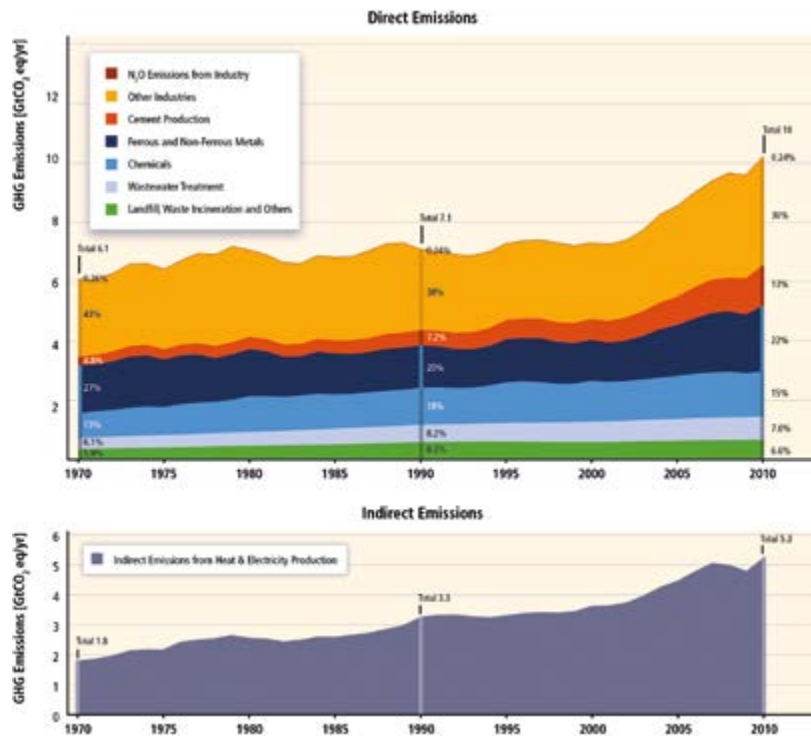 Direct Emissions
GHG Emissions [GtCO2 eq/yr]
12
10
8
6
4
2
N2O Emissions from Industry
Other Industries
Cement Production
Ferrous and Non-Ferrous Metals
Chemicals
Wastewater Treatment
Landfill, Waste Incineration and Others
Total 6.1
43%
27%
13%
6.1%
Total 7.1
38%
7.2%
20%
18%
8.2%
Total 10
0.24%
36%
13%
22%
15%
7.0%
6.6%
1970 1975 1980 1985 1990 1995 2000 2005 2010
Indirect Emissions
GHG Emissions [GtCO2 eq/yr]
6
5
4
3
2
1
0
Indirect Emissions from Heat & Electricity Production
Total 1.8
Total 3.3
1970 1975 1980 1985 1990 1995 2000 2005 2010